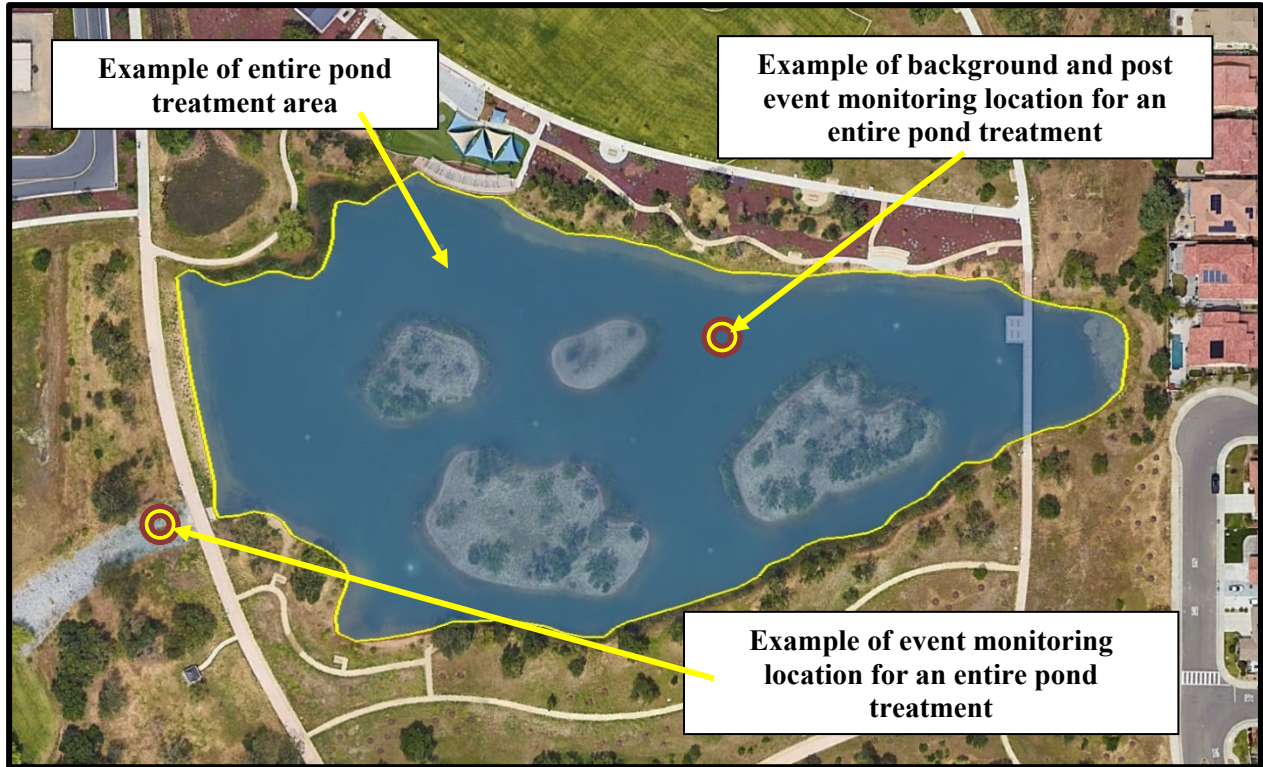 Example of entire pond
treatment area
Example of background and post
event monitoring location for an
entire pond treatment
Example of event monitoring
location for an entire pond
treatment